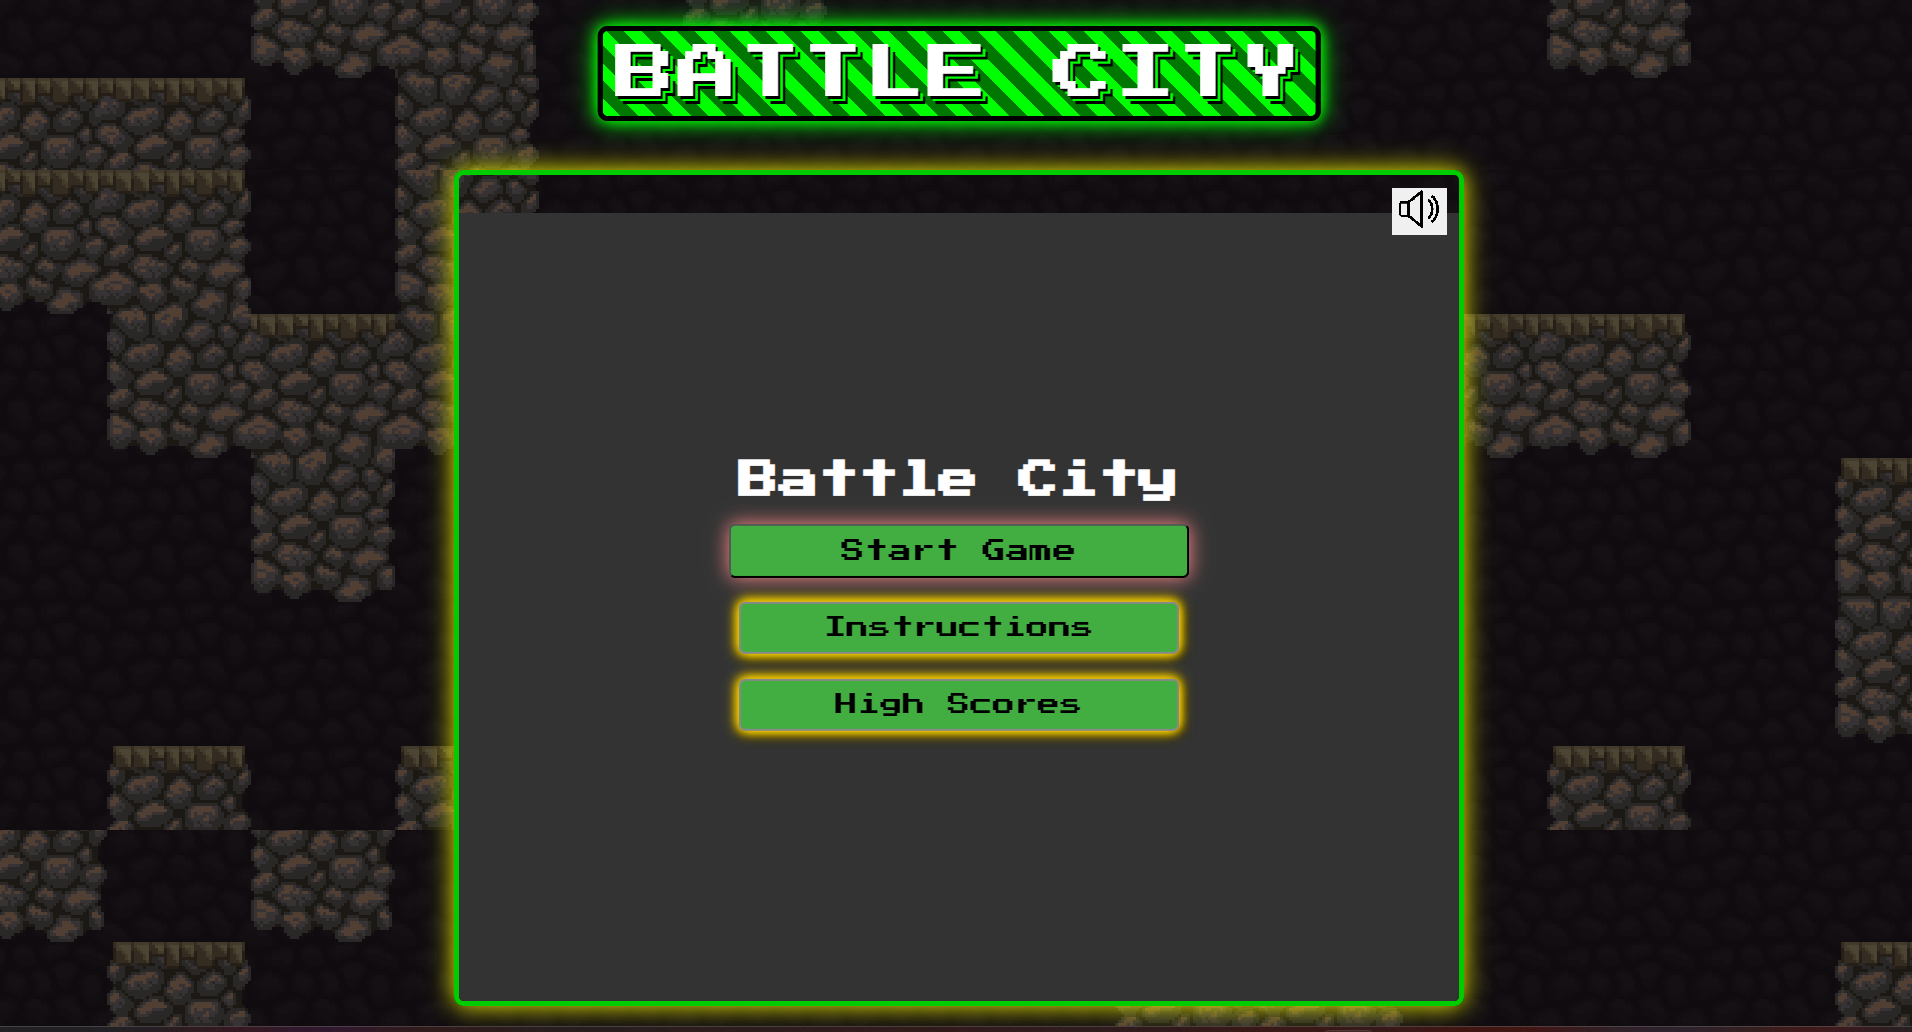 BATTLE CITY
Battle City
Start Game
Instructions
High Scores